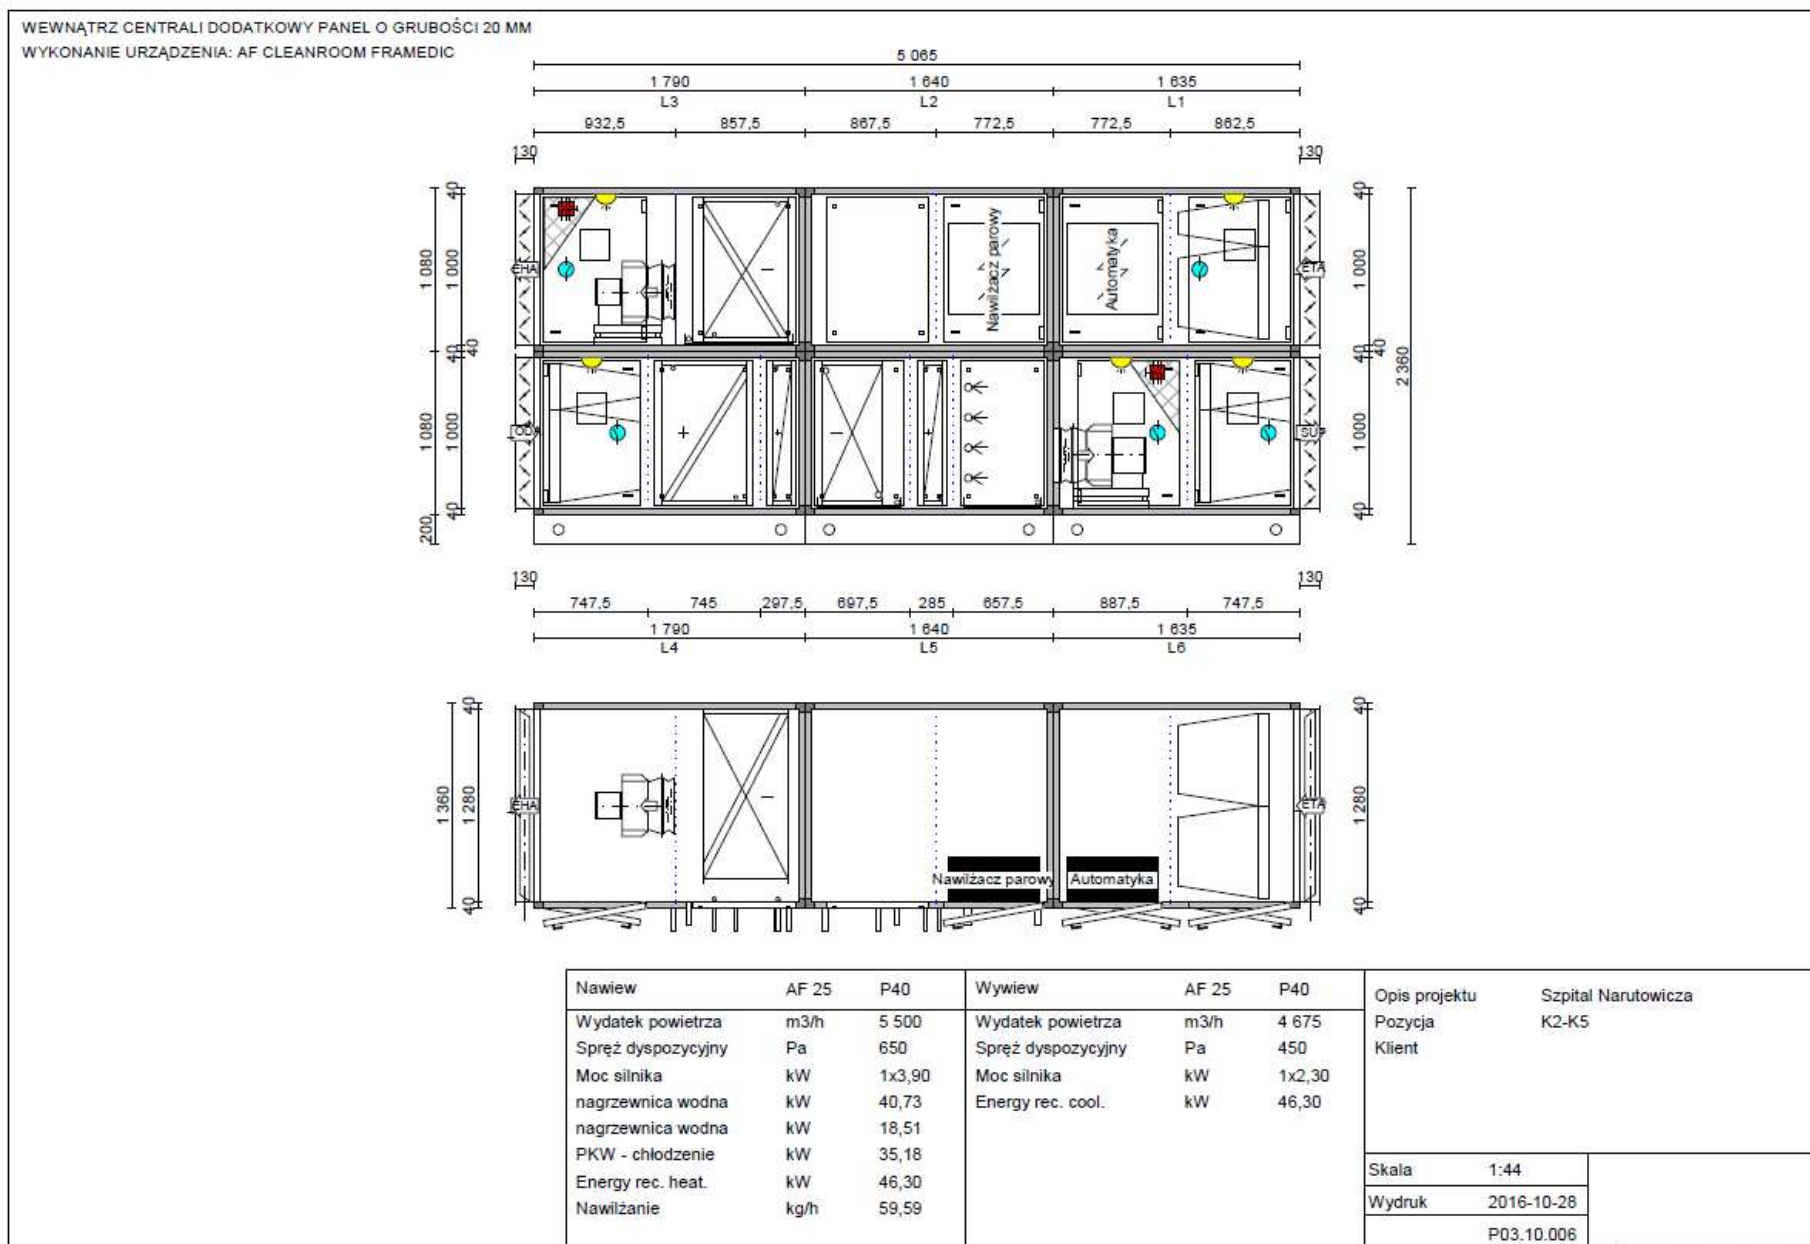 WEWNĄTRZ CENTRALI DODATKOWY PANEL O GRUBOŚCI 20 MM
WYKONANIE URZĄDZENIA: AF CLEANROOM FRAMEDIC
5 065
1 790 1 640 1 635
L3 L2 L1
932,5 857,5 867,5 772,5 772,5 862,5
130 130
40 40
1 080 1 000 1 000 2 360
EHA Nawilżacz parowy Automatyka ETA
40 40 40 40
40 40
1 080 1 000 1 000
SUP
40 40
200
130 130
747,5 745 297,5 697,5 285 657,5 887,5 747,5
1 790 1 640 1 635
L4 L5 L6
40 40
1 360 1 280 EHA ETA 1 280
Nawilżacz parowy Automatyka
40 40
Nawiew AF 25 P40
Wydatek powietrza m3/h 5 500
Spręż dyspozycyjny Pa 650
Moc silnika kW 1x3,90
nagrzewnica wodna kW 40,73
nagrzewnica wodna kW 18,51
PKW - chłodzenie kW 35,18
Energy rec. heat. kW 46,30
Nawilżanie kg/h 59,59
Wywiew AF 25 P40
Wydatek powietrza m3/h 4 675
Spręż dyspozycyjny Pa 450
Moc silnika kW 1x2,30
Energy rec. cool. kW 46,30
Opis projektu Szpital Narutowicza
Pozycja K2-K5
Klient
Skala 1:44
Wydruk 2016-10-28
P03.10.006